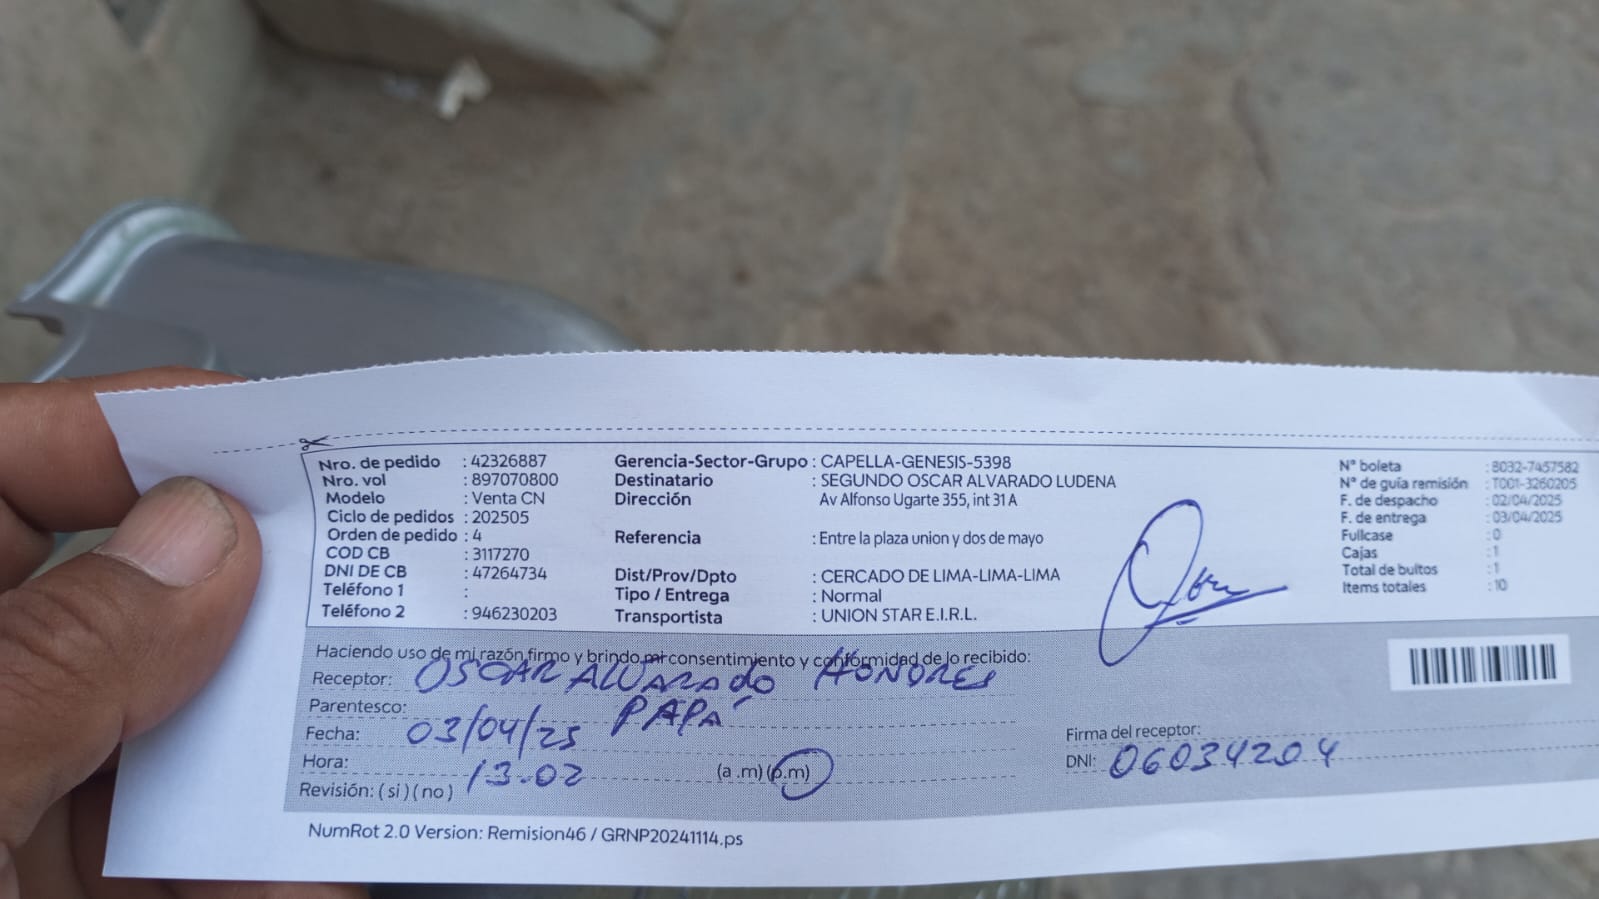 Nro. de pedido : 42326887
Nro. vol : 897070800
Modelo : Venta CN
Ciclo de pedidos : 202505
Orden de pedido : 4
COD CB : 3117270
DNI DE CB : 47264734
Teléfono 1 :
Teléfono 2 : 946230203
Gerencia-Sector-Grupo : CAPELLA-GENESIS-5398
Destinatario : SEGUNDO OSCAR ALVARADO LUDENA
Dirección : Av Alfonso Ugarte 355, int 31 A
Referencia : Entre la plaza union y dos de mayo
Dist/Prov/Dpto : CERCADO DE LIMA-LIMA-LIMA
Tipo / Entrega : Normal
Transportista : UNION STAR E.I.R.L.
N° boleta : 8032-7457582
N° de guía remisión : T001-3260205
F. de despacho : 02/04/2025
F. de entrega : 03/04/2025
Fullcase : 0
Cajas : 1
Total de bultos : 1
Items totales : 10
Haciendo uso de mi razón, firmo y brindo mi consentimiento y conformidad de lo recibido:
Receptor: OSCAR ALVARADO HONORES
Parentesco: PAPÁ
Fecha: 03/04/25
Hora: 13.02 (a .m) (p.m)
Revisión: ( si ) ( no )
Firma del receptor:
DNI: 06034204
NumRot 2.0 Version: Remision46 / GRNP20241114.ps